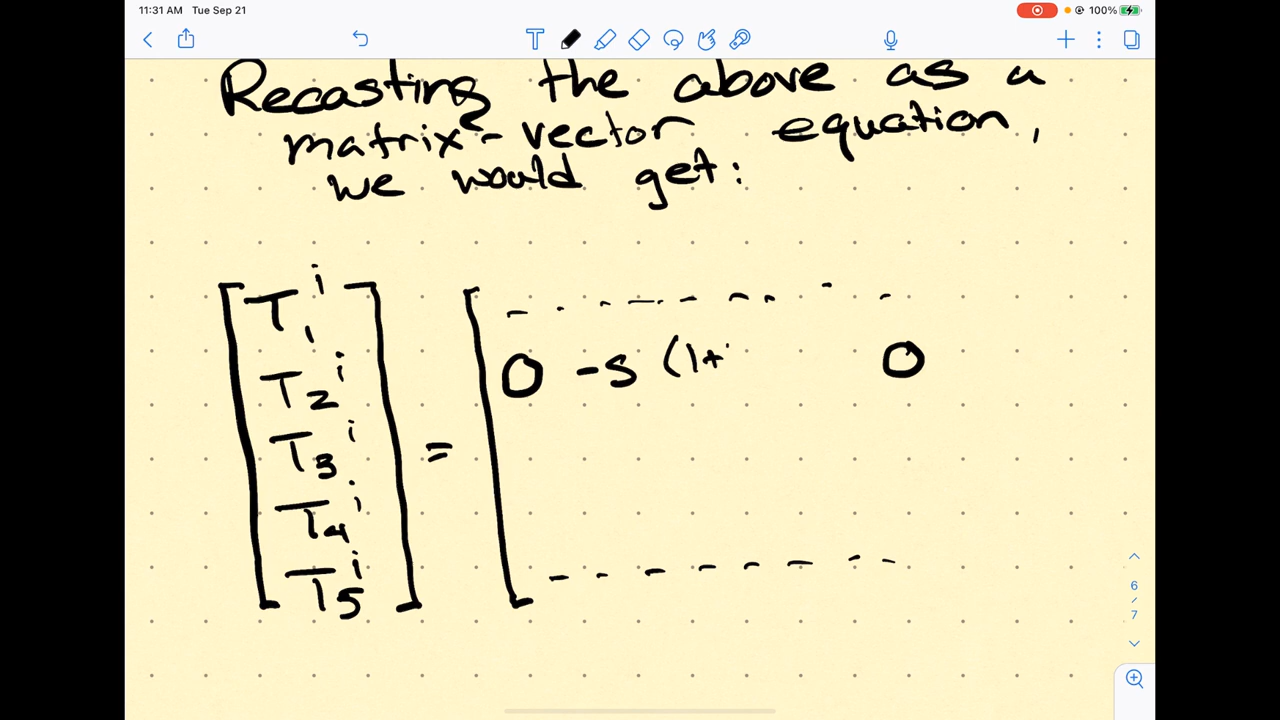 11:31 AM Tue Sep 21
100%
Recasting the above as a
matrix-vector equation,
we would get:
T₁ⁱ
T₂ⁱ = 0 -s (1+ 0
T₃ⁱ
T₄ⁱ
T₅ⁱ
6
/
7